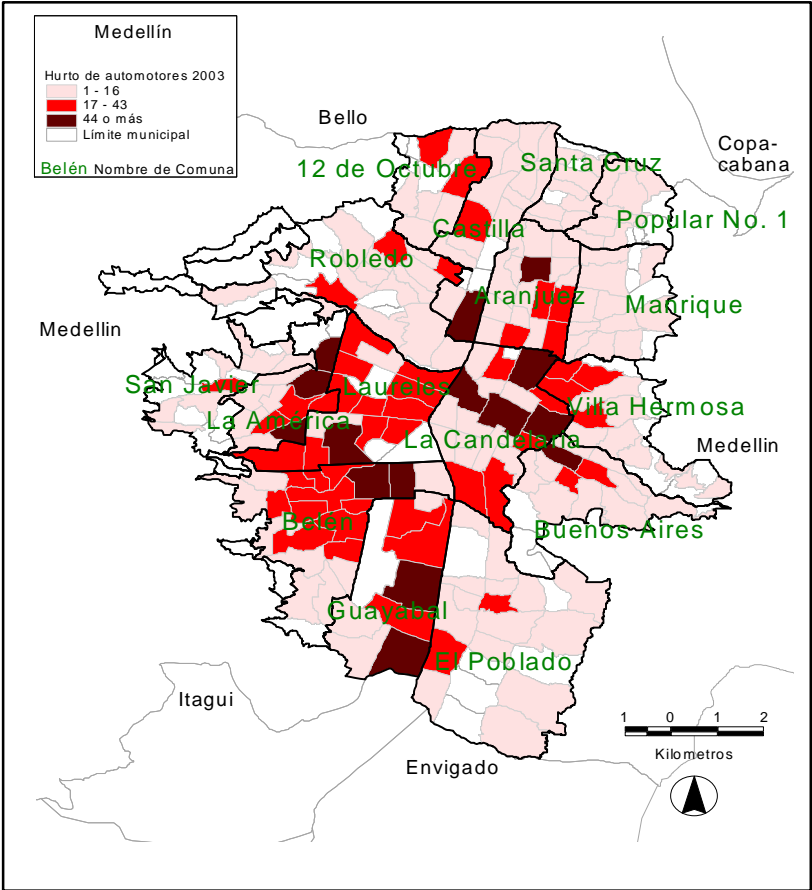 Medellín
Hurto de automotores 2003
1 - 16
17 - 43
44 o más
Límite municipal
Belén Nombre de Comuna
Bello
Copa-
cabana
12 de Octubre
Santa Cruz
Popular No. 1
Castilla
Robledo
Aranjuez
Manrique
Medellin
San Javier
Laureles
La América
Villa Hermosa
La Candelaria
Medellin
Belén
Buenos Aires
Guayabal
El Poblado
Itagui
Envigado
1 0 1 2
Kilometros